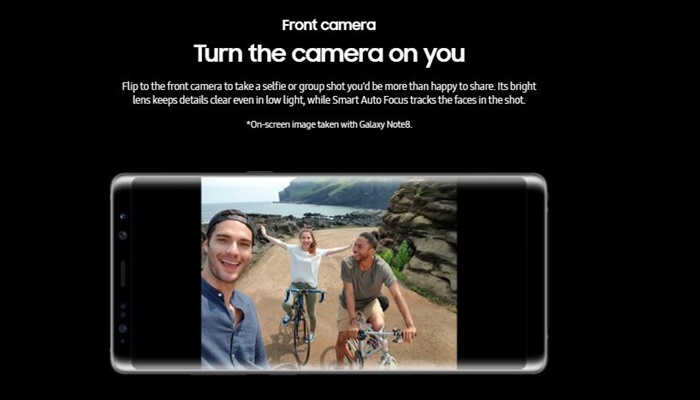 Front camera
Turn the camera on you
Flip to the front camera to take a selfie or group shot you'd be more than happy to share. Its bright
lens keeps details clear even in low light, while Smart Auto Focus tracks the faces in the shot.
*On-screen image taken with Galaxy Note8.